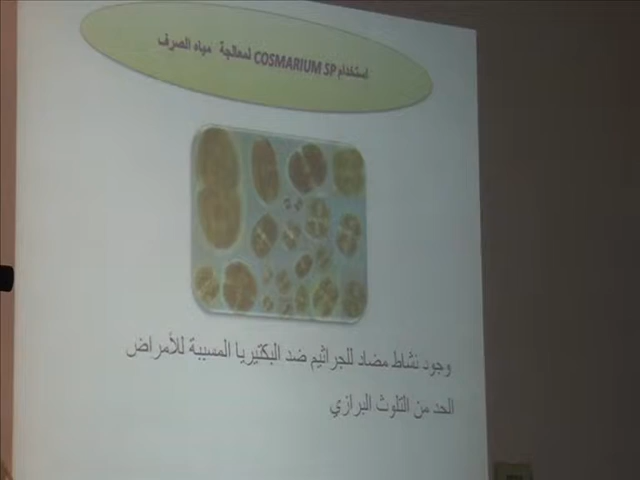 استخدام COSMARIUM SP لمعالجة مياه الصرف
وجود نشاط مضاد للجراثيم ضد البكتيريا المسببة للأمراض
الحد من التلوث البرازي